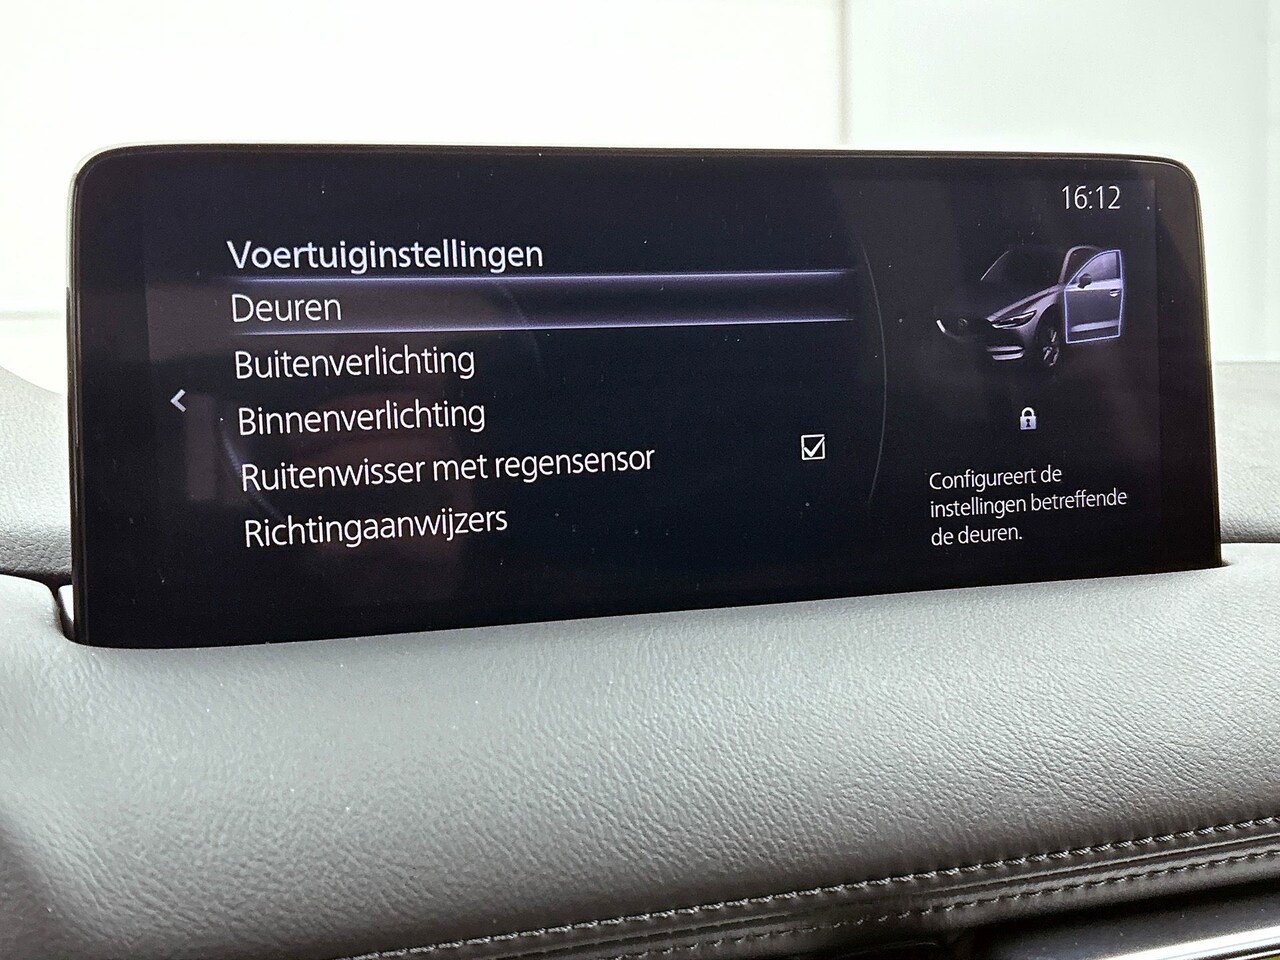 16:12
Voertuiginstellingen
Deuren
Buitenverlichting
Binnenverlichting
Ruitenwisser met regensensor
Richtingaanwijzers
Configureert de
instellingen betreffende
de deuren.